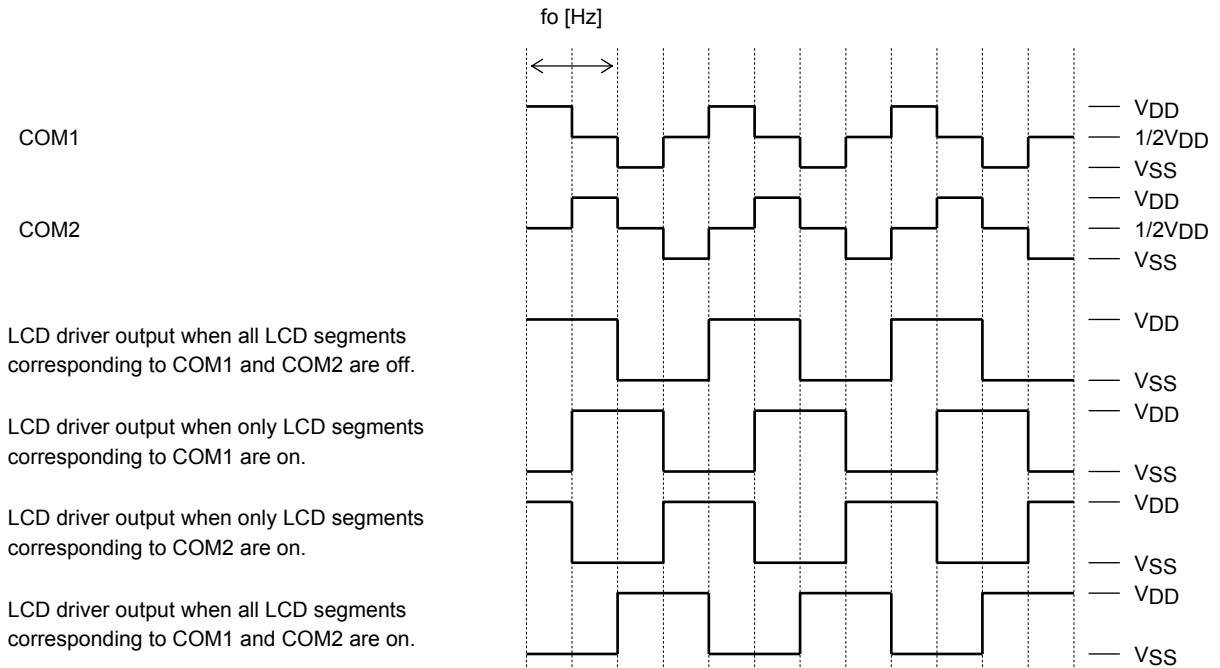 fo [Hz]
COM1
VDD
1/2VDD
VSS
COM2
VDD
1/2VDD
VSS
LCD driver output when all LCD segments
corresponding to COM1 and COM2 are off.
VDD
VSS
LCD driver output when only LCD segments
corresponding to COM1 are on.
VDD
VSS
LCD driver output when only LCD segments
corresponding to COM2 are on.
VDD
VSS
LCD driver output when all LCD segments
corresponding to COM1 and COM2 are on.
VDD
VSS